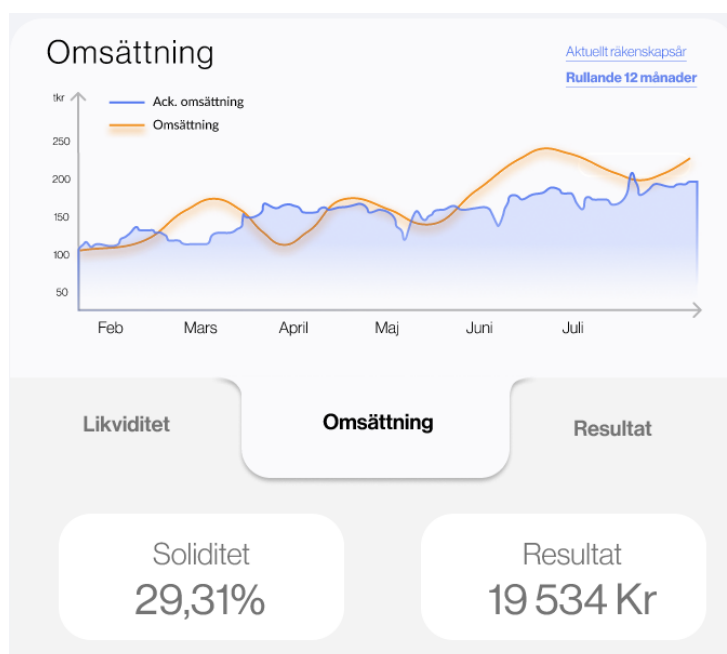 Omsättning
Aktuellt räkenskapsår
Rullande 12 månader
tkr
Ack. omsättning
Omsättning
250
200
150
100
50
Feb Mars April Maj Juni Juli
Likviditet Omsättning Resultat
Soliditet
29,31%
Resultat
19 534 Kr